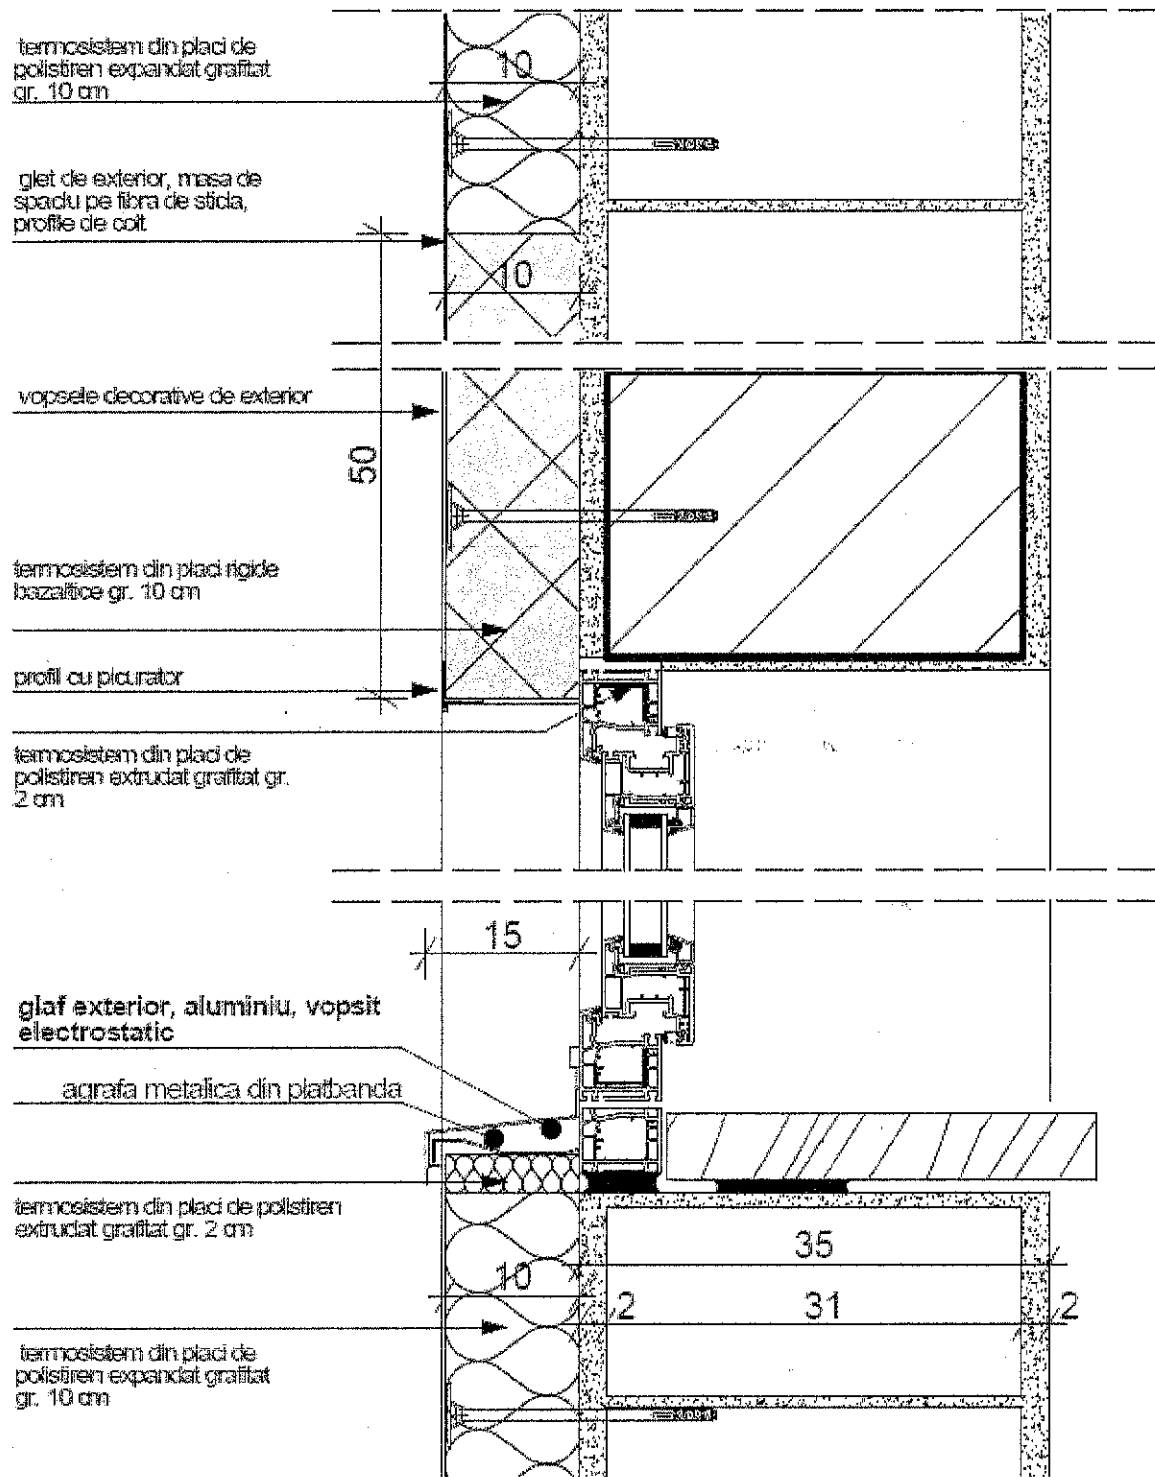 termosistem din placi de
polistiren expandat grafitat
gr. 10 cm
10
glet de exterior, masa de
spaclu pe fibra de sticla,
profile de colt
10
vopsele decorative de exterior
50
termosistem din placi rigide
bazaltice gr. 10 cm
profil cu picurator
termosistem din placi de
polistiren extrudat grafitat gr.
2 cm
15
glaf exterior, aluminiu, vopsit
electrostatic
agrafa metalica din platbanda
termosistem din placi de polistiren
extrudat grafitat gr. 2 cm
35
10
2
31
2
termosistem din placi de
polistiren expandat grafitat
gr. 10 cm